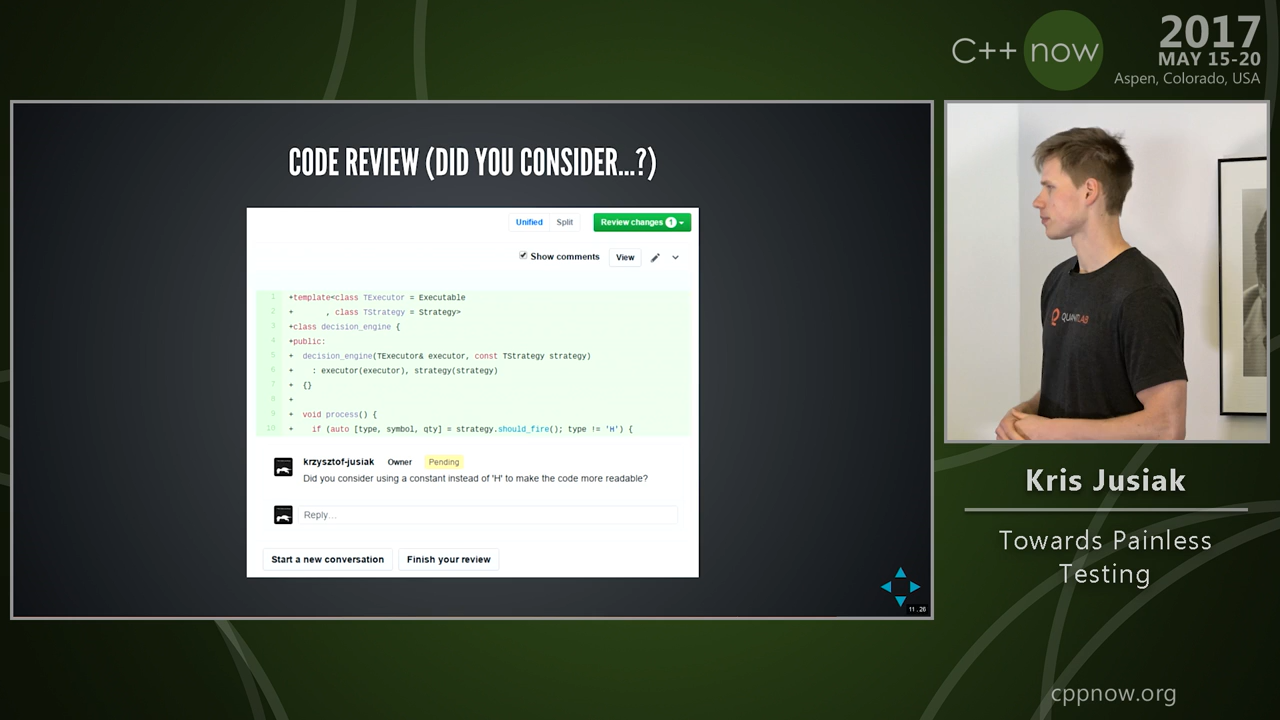 C++ now
2017
MAY 15-20
Aspen, Colorado, USA
CODE REVIEW (DID YOU CONSIDER...?)
Unified Split Review changes 1
Show comments View
1 +template<class TExecutor = Executable
2 + , class TStrategy = Strategy>
3 +class decision_engine {
4 +public:
5 + decision_engine(TExecutor& executor, const TStrategy strategy)
6 + : executor(executor), strategy(strategy)
7 + {}
8 +
9 + void process() {
10 + if (auto [type, symbol, qty] = strategy.should_fire(); type != 'H') {
krzysztof-jusiak Owner Pending
Did you consider using a constant instead of 'H' to make the code more readable?
Reply...
Start a new conversation Finish your review
11.26
QUANTLAB
Kris Jusiak
Towards Painless
Testing
cppnow.org